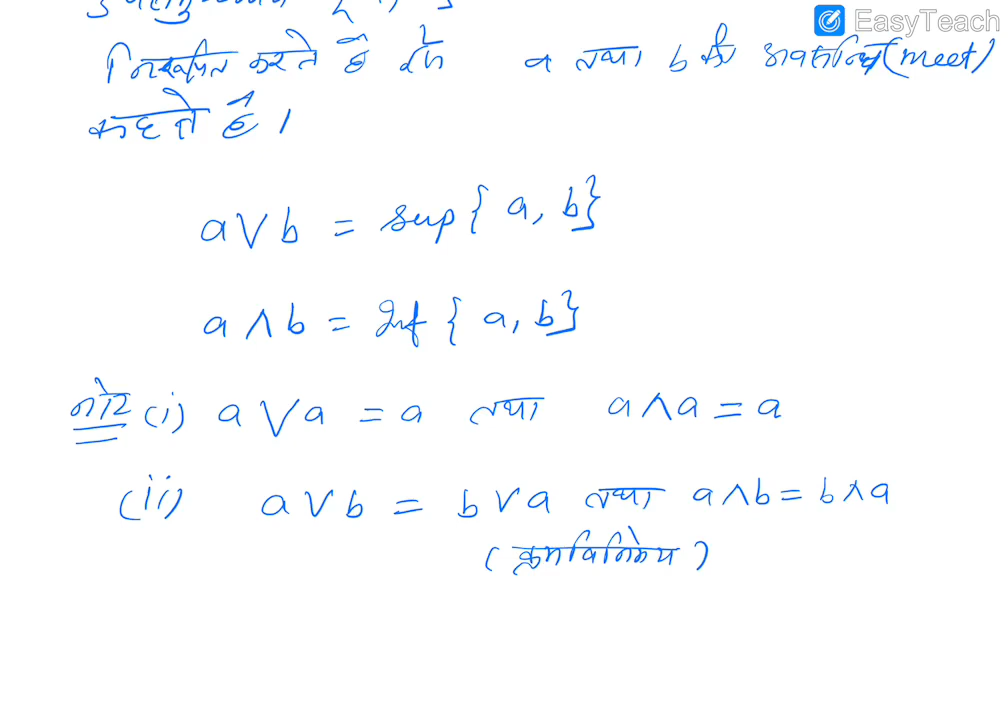 EasyTeach
निरूपित करते हैं a तथा b का (meet)
कहते हैं ।
a ∨ b = sup { a, b}
a ∧ b = Inf { a, b}
नोट (i) a ∨ a = a तथा a ∧ a = a
(ii) a ∨ b = b ∨ a तथा a ∧ b = b ∧ a
(क्रमविनिमेय)